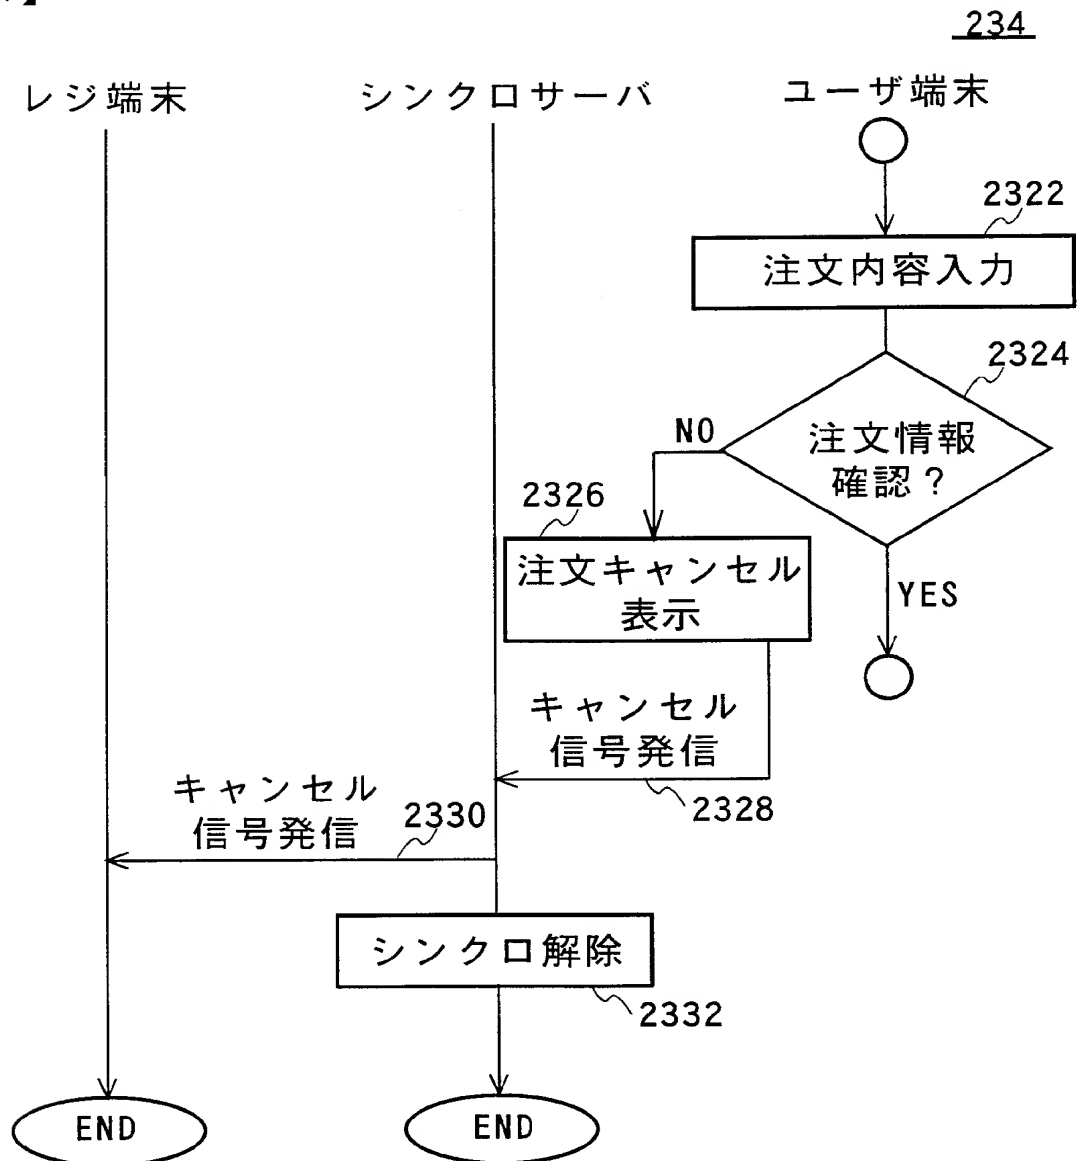 234
レジ端末
シンクロサーバ
ユーザ端末
2322
注文内容入力
2324
注文情報
確認?
NO
2326
注文キャンセル
表示
YES
キャンセル
信号発信
2328
キャンセル
信号発信
2330
シンクロ解除
2332
END
END